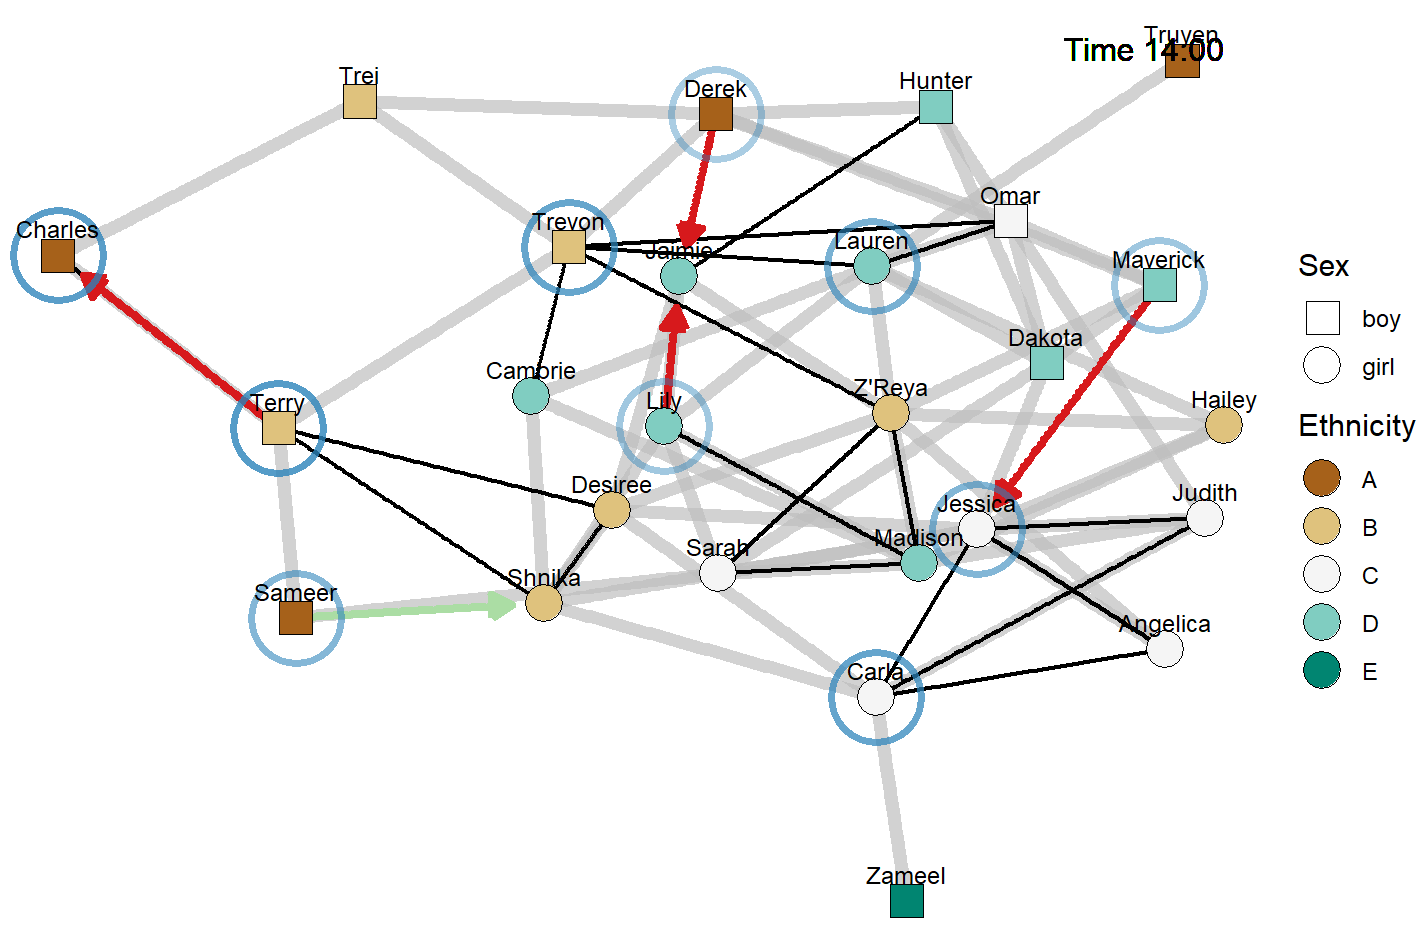 Truven
Time 14.00
Trei
Derek
Hunter
Omar
Charles
Trevon
Jaimie
Lauren
Maverick
Dakota
Cambrie
Terry
Lily
Z'Reya
Hailey
Desiree
Jessica
Judith
Madison
Sarah
Shnika
Sameer
Angelica
Carla
Zameel
Sex
boy
girl
Ethnicity
A
B
C
D
E